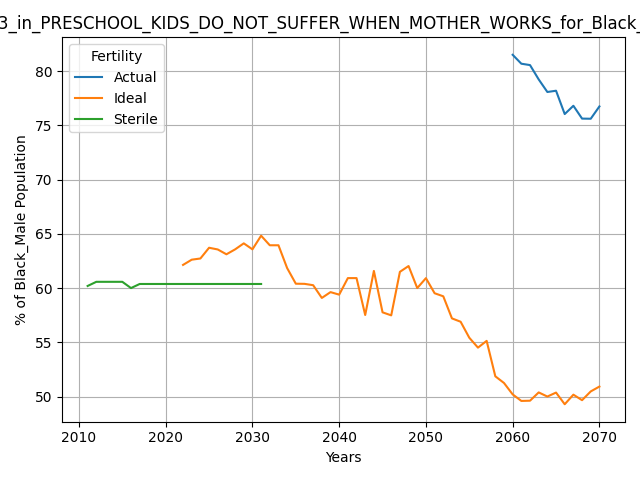 3_in_PRESCHOOL_KIDS_DO_NOT_SUFFER_WHEN_MOTHER_WORKS_for_Black_
Fertility
Actual
Ideal
Sterile
% of Black_Male Population
80
75
70
65
60
55
50
2010
2020
2030
2040
2050
2060
2070
Years